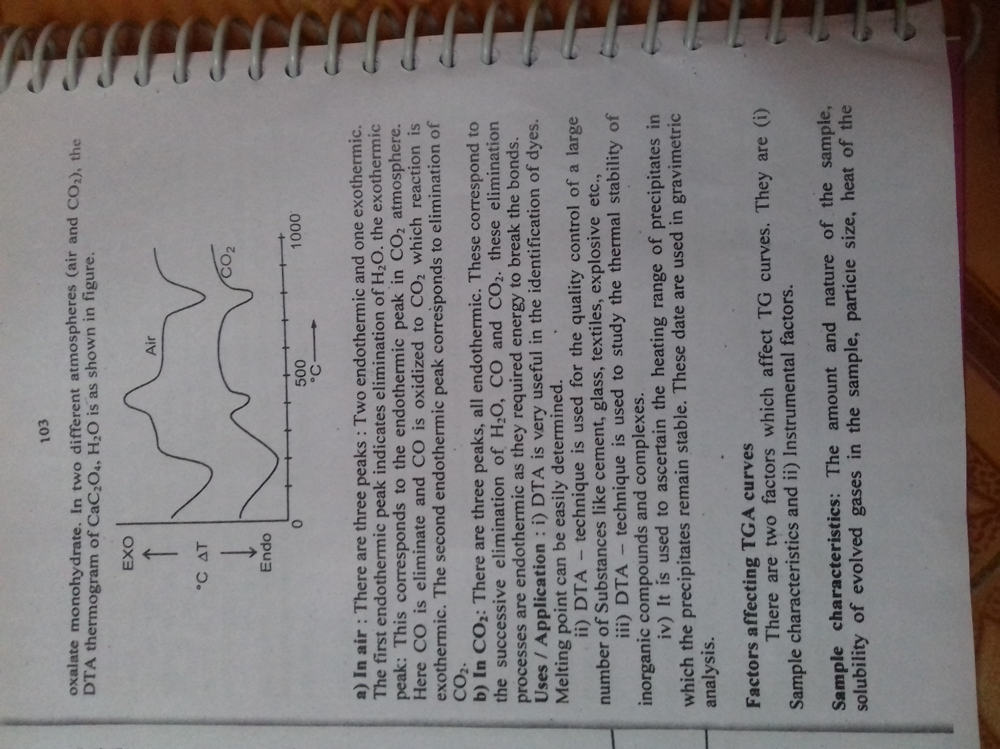 103
oxalate monohydrate. In two different atmospheres (air and CO₂), the
DTA thermogram of CaC₂O₄, H₂O is as shown in figure.
EXO
°C ΔT
Endo
Air
CO₂
0
500
1000
°C
a) In air : There are three peaks : Two endothermic and one exothermic.
The first endothermic peak indicates elimination of H₂O. the exothermic
peak: This corresponds to the endothermic peak in CO₂ atmosphere.
Here CO is eliminate and CO is oxidized to CO₂ which reaction is
exothermic. The second endothermic peak corresponds to elimination of
CO₂.
b) In CO₂: There are three peaks, all endothermic. These correspond to
the successive elimination of H₂O, CO and CO₂. these elimination
processes are endothermic as they required energy to break the bonds.
Uses / Application : i) DTA is very useful in the identification of dyes.
Melting point can be easily determined.
ii) DTA – technique is used for the quality control of a large
number of Substances like cement, glass, textiles, explosive etc.,
iii) DTA – technique is used to study the thermal stability of
inorganic compounds and complexes.
iv) It is used to ascertain the heating range of precipitates in
which the precipitates remain stable. These date are used in gravimetric
analysis.
Factors affecting TGA curves
There are two factors which affect TG curves. They are (i)
Sample characteristics and ii) Instrumental factors.
Sample characteristics: The amount and nature of the sample,
solubility of evolved gases in the sample, particle size, heat of the